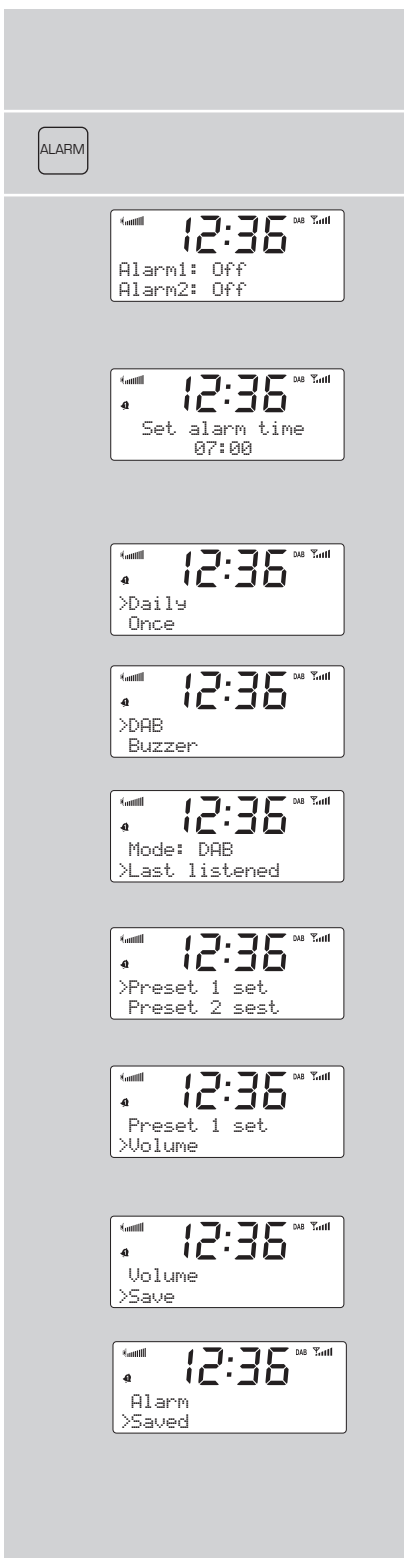 ALARM
12:36 DAB
Alarm1: Off
Alarm2: Off
12:36 DAB
Set alarm time
07:00
12:36 DAB
>Daily
Once
12:36 DAB
>DAB
Buzzer
12:36 DAB
Mode: DAB
>Last listened
12:36 DAB
>Preset 1 set
Preset 2 sest
12:36 DAB
Preset 1 set
>Volume
12:36 DAB
Volume
>Save
12:36 DAB
Alarm
>Saved